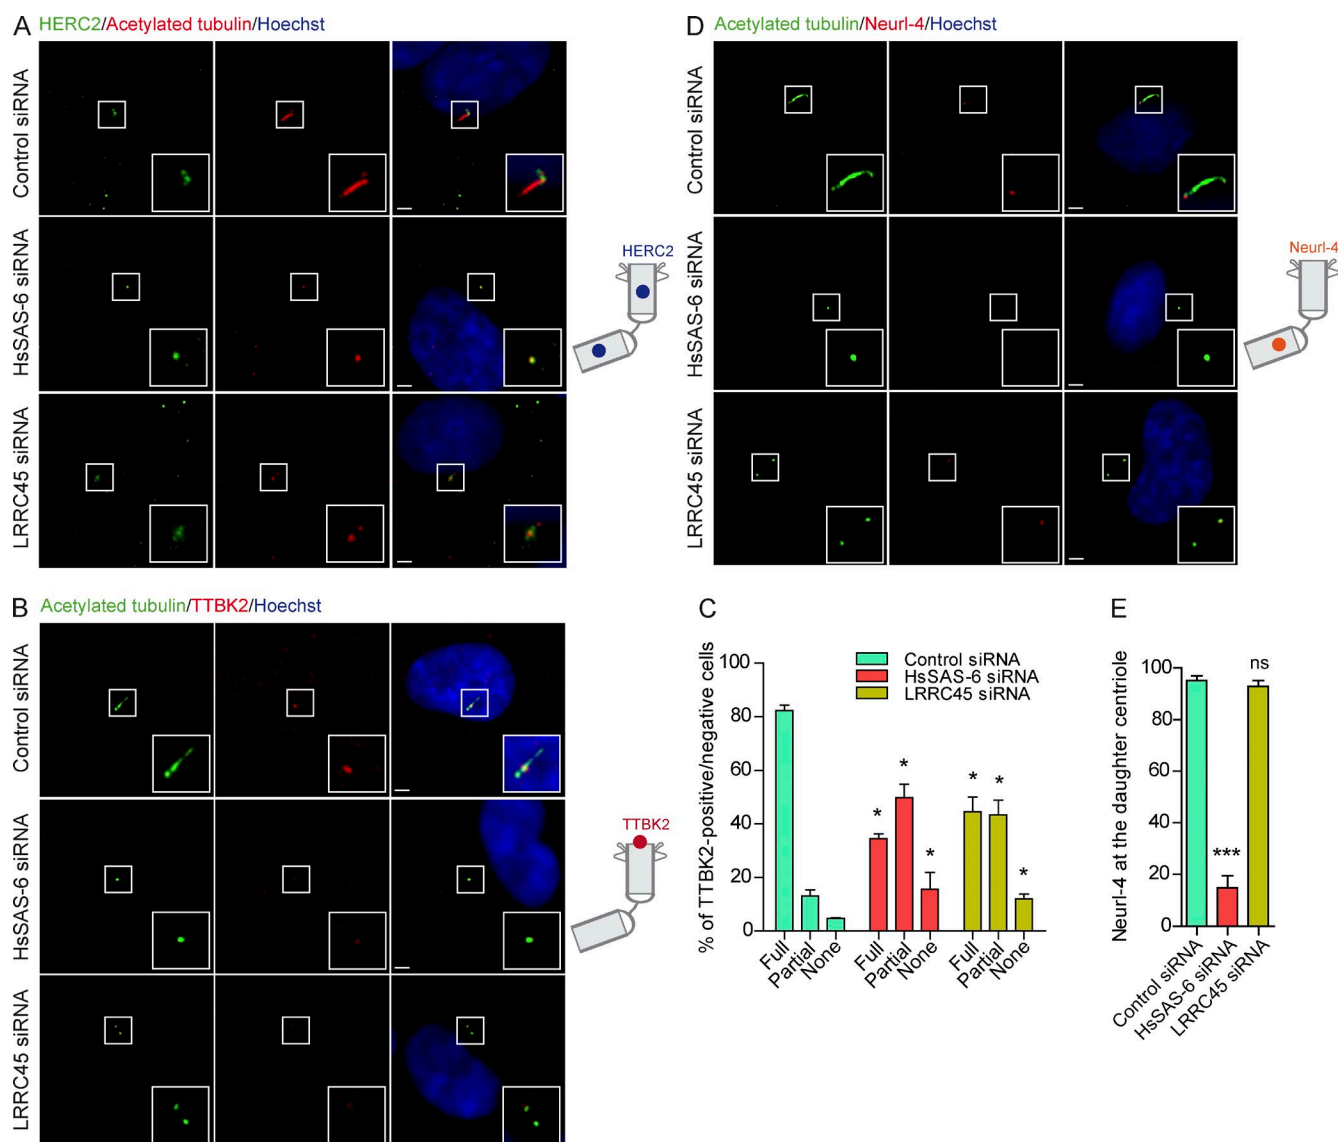 A
HERC2/Acetylated tubulin/Hoechst
Control siRNA
HsSAS-6 siRNA
LRRC45 siRNA
HERC2
B
Acetylated tubulin/TTBK2/Hoechst
Control siRNA
HsSAS-6 siRNA
LRRC45 siRNA
TTBK2
D
Acetylated tubulin/Neurl-4/Hoechst
Control siRNA
HsSAS-6 siRNA
LRRC45 siRNA
Neurl-4
C
% of TTBK2-positive/negative cells
100
80
60
40
20
0
Control siRNA
HsSAS-6 siRNA
LRRC45 siRNA
*
*
*
*
*
*
Full
Partial
None
Full
Partial
None
Full
Partial
None
E
Neurl-4 at the daughter centriole
100
80
60
40
20
0
***
ns
Control siRNA
HsSAS-6 siRNA
LRRC45 siRNA